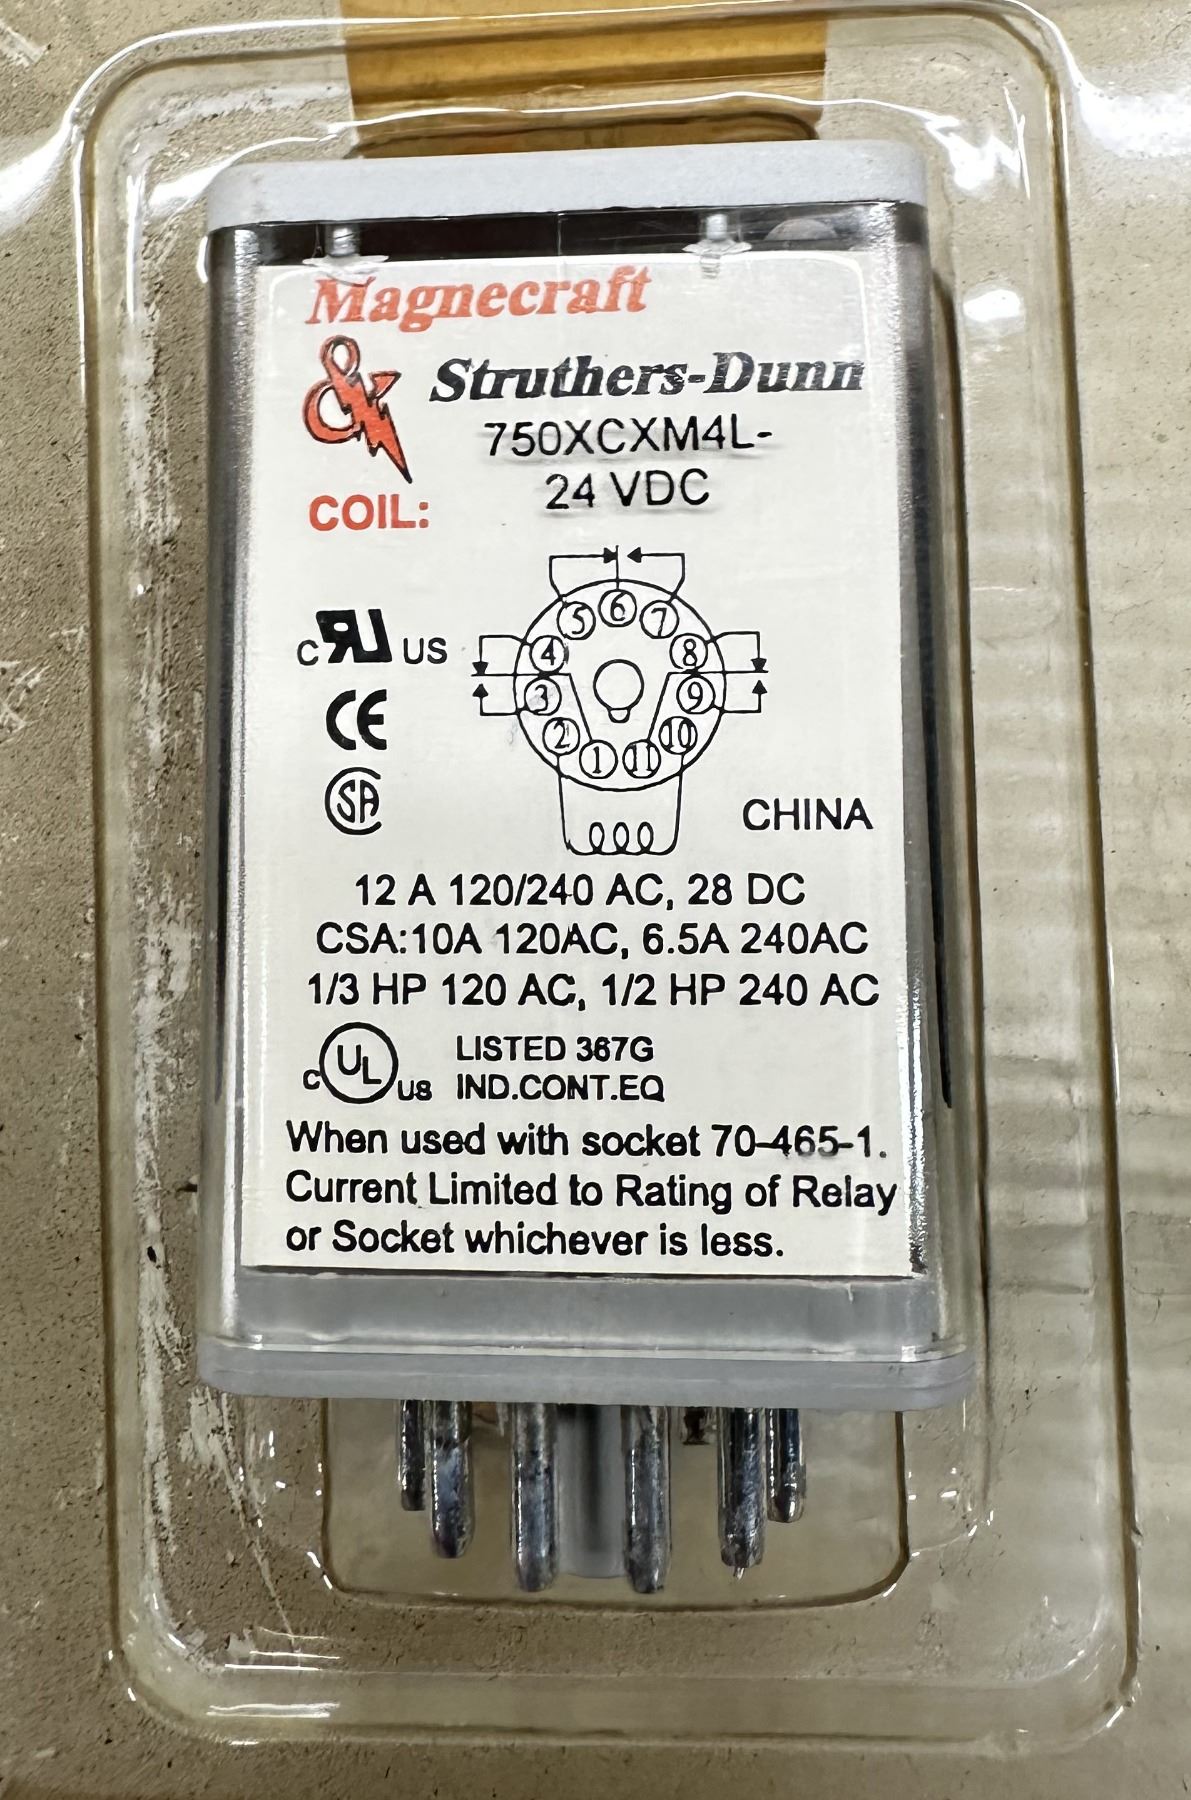 Magnecraft
& Struthers-Dunn
750XCXM4L-
24 VDC
COIL:
c RU US
CE
SA
5 6 7
4 8
3 9
2 10
1 11
CHINA
12 A 120/240 AC, 28 DC
CSA:10A 120AC, 6.5A 240AC
1/3 HP 120 AC, 1/2 HP 240 AC
c UL us LISTED 367G
IND.CONT.EQ
When used with socket 70-465-1.
Current Limited to Rating of Relay
or Socket whichever is less.